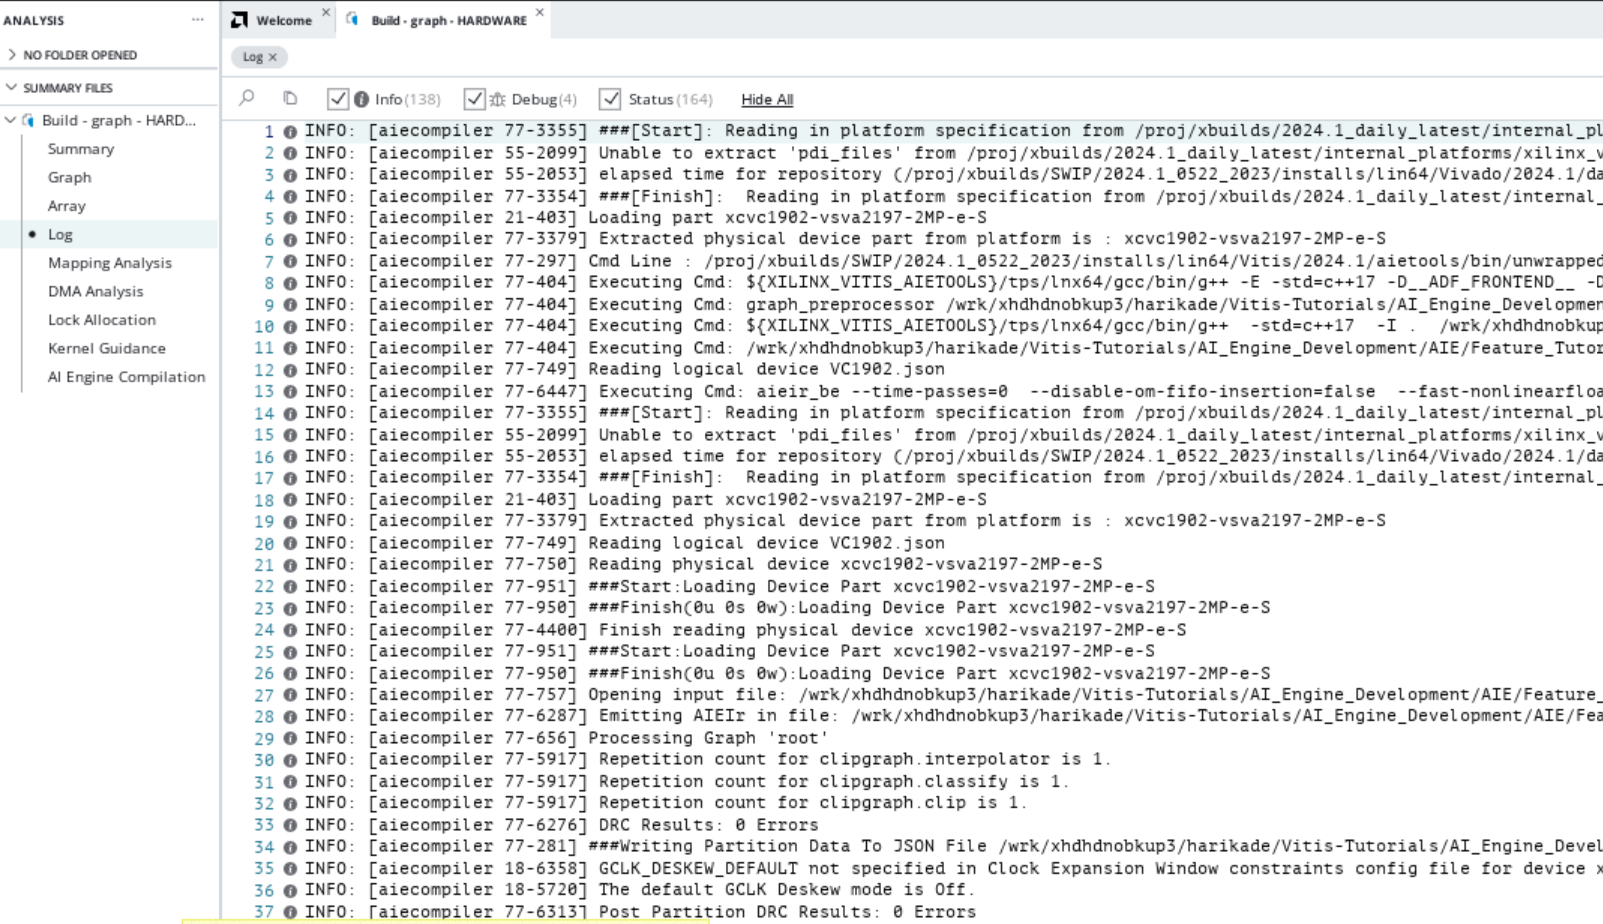 ANALYSIS ...
NO FOLDER OPENED
SUMMARY FILES
Build - graph - HARD...
Summary
Graph
Array
Log
Mapping Analysis
DMA Analysis
Lock Allocation
Kernel Guidance
AI Engine Compilation
Welcome × Build - graph - HARDWARE ×
Log ×
Info (138) Debug (4) Status (164) Hide All
1 INFO: [aiecompiler 77-3355] ###[Start]: Reading in platform specification from /proj/xbuilds/2024.1_daily_latest/internal_pl
2 INFO: [aiecompiler 55-2099] Unable to extract 'pdi_files' from /proj/xbuilds/2024.1_daily_latest/internal_platforms/xilinx_v
3 INFO: [aiecompiler 55-2053] elapsed time for repository (/proj/xbuilds/SWIP/2024.1_0522_2023/installs/lin64/Vivado/2024.1/da
4 INFO: [aiecompiler 77-3354] ###[Finish]:  Reading in platform specification from /proj/xbuilds/2024.1_daily_latest/internal_
5 INFO: [aiecompiler 21-403] Loading part xcvc1902-vsva2197-2MP-e-S
6 INFO: [aiecompiler 77-3379] Extracted physical device part from platform is : xcvc1902-vsva2197-2MP-e-S
7 INFO: [aiecompiler 77-297] Cmd Line : /proj/xbuilds/SWIP/2024.1_0522_2023/installs/lin64/Vitis/2024.1/aietools/bin/unwrapped
8 INFO: [aiecompiler 77-404] Executing Cmd: ${XILINX_VITIS_AIETOOLS}/tps/lnx64/gcc/bin/g++ -E -std=c++17 -D__ADF_FRONTEND__ -D
9 INFO: [aiecompiler 77-404] Executing Cmd: graph_preprocessor /wrk/xhdhdnobkup3/harikade/Vitis-Tutorials/AI_Engine_Developmen
10 INFO: [aiecompiler 77-404] Executing Cmd: ${XILINX_VITIS_AIETOOLS}/tps/lnx64/gcc/bin/g++  -std=c++17  -I .  /wrk/xhdhdnobkup
11 INFO: [aiecompiler 77-404] Executing Cmd: /wrk/xhdhdnobkup3/harikade/Vitis-Tutorials/AI_Engine_Development/AIE/Feature_Tutor
12 INFO: [aiecompiler 77-749] Reading logical device VC1902.json
13 INFO: [aiecompiler 77-6447] Executing Cmd: aieir_be --time-passes=0  --disable-om-fifo-insertion=false  --fast-nonlinearfloa
14 INFO: [aiecompiler 77-3355] ###[Start]: Reading in platform specification from /proj/xbuilds/2024.1_daily_latest/internal_pl
15 INFO: [aiecompiler 55-2099] Unable to extract 'pdi_files' from /proj/xbuilds/2024.1_daily_latest/internal_platforms/xilinx_v
16 INFO: [aiecompiler 55-2053] elapsed time for repository (/proj/xbuilds/SWIP/2024.1_0522_2023/installs/lin64/Vivado/2024.1/da
17 INFO: [aiecompiler 77-3354] ###[Finish]:  Reading in platform specification from /proj/xbuilds/2024.1_daily_latest/internal_
18 INFO: [aiecompiler 21-403] Loading part xcvc1902-vsva2197-2MP-e-S
19 INFO: [aiecompiler 77-3379] Extracted physical device part from platform is : xcvc1902-vsva2197-2MP-e-S
20 INFO: [aiecompiler 77-749] Reading logical device VC1902.json
21 INFO: [aiecompiler 77-750] Reading physical device xcvc1902-vsva2197-2MP-e-S
22 INFO: [aiecompiler 77-951] ###Start:Loading Device Part xcvc1902-vsva2197-2MP-e-S
23 INFO: [aiecompiler 77-950] ###Finish(0u 0s 0w):Loading Device Part xcvc1902-vsva2197-2MP-e-S
24 INFO: [aiecompiler 77-4400] Finish reading physical device xcvc1902-vsva2197-2MP-e-S
25 INFO: [aiecompiler 77-951] ###Start:Loading Device Part xcvc1902-vsva2197-2MP-e-S
26 INFO: [aiecompiler 77-950] ###Finish(0u 0s 0w):Loading Device Part xcvc1902-vsva2197-2MP-e-S
27 INFO: [aiecompiler 77-757] Opening input file: /wrk/xhdhdnobkup3/harikade/Vitis-Tutorials/AI_Engine_Development/AIE/Feature_
28 INFO: [aiecompiler 77-6287] Emitting AIEIr in file: /wrk/xhdhdnobkup3/harikade/Vitis-Tutorials/AI_Engine_Development/AIE/Fea
29 INFO: [aiecompiler 77-656] Processing Graph 'root'
30 INFO: [aiecompiler 77-5917] Repetition count for clipgraph.interpolator is 1.
31 INFO: [aiecompiler 77-5917] Repetition count for clipgraph.classify is 1.
32 INFO: [aiecompiler 77-5917] Repetition count for clipgraph.clip is 1.
33 INFO: [aiecompiler 77-6276] DRC Results: 0 Errors
34 INFO: [aiecompiler 77-281] ###Writing Partition Data To JSON File /wrk/xhdhdnobkup3/harikade/Vitis-Tutorials/AI_Engine_Devel
35 INFO: [aiecompiler 18-6358] GCLK_DESKEW_DEFAULT not specified in Clock Expansion Window constraints config file for device x
36 INFO: [aiecompiler 18-5720] The default GCLK Deskew mode is Off.
37 INFO: [aiecompiler 77-6313] Post Partition DRC Results: 0 Errors